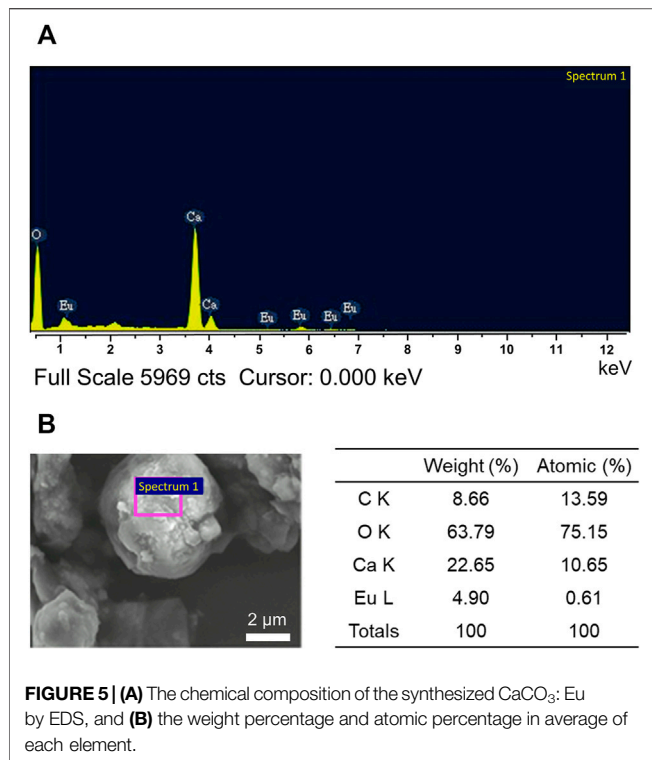 A
Spectrum 1
O
Eu
Ca
Ca
Eu
Eu
Eu
Eu
1 2 3 4 5 6 7 8 9 10 11 12
keV
Full Scale 5969 cts Cursor: 0.000 keV
B
Spectrum 1
2 μm
Weight (%) Atomic (%)
C K 8.66 13.59
O K 63.79 75.15
Ca K 22.65 10.65
Eu L 4.90 0.61
Totals 100 100
FIGURE 5 | (A) The chemical composition of the synthesized CaCO₃: Eu
by EDS, and (B) the weight percentage and atomic percentage in average of
each element.